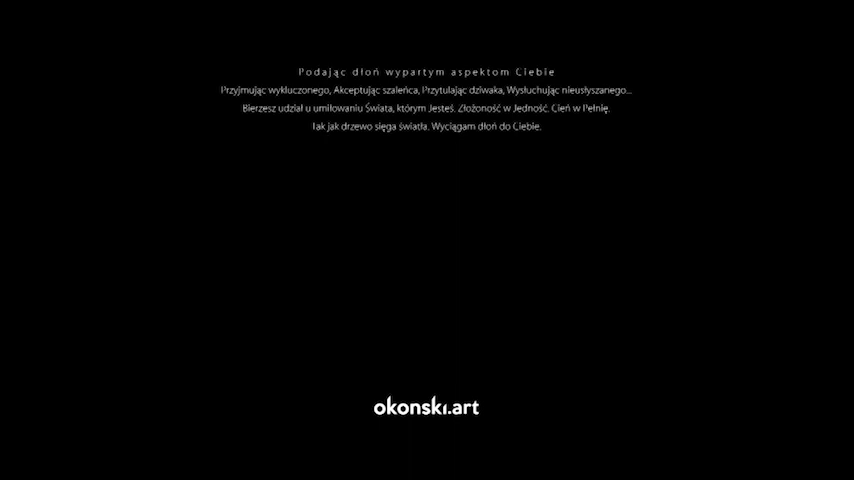 Podając dłoń wypartym aspektom Ciebie
Przyjmując wykluczonego, Akceptując szaleńca, Przytulając dziwaka, Wysłuchując nieusłyszanego...
Bierzesz udział u umiłowaniu Świata, którym Jesteś. Złożoność w Jedność. Cień w Pełnię.
Tak jak drzewo sięga światła. Wyciągam dłoń do Ciebie.
okonski.art